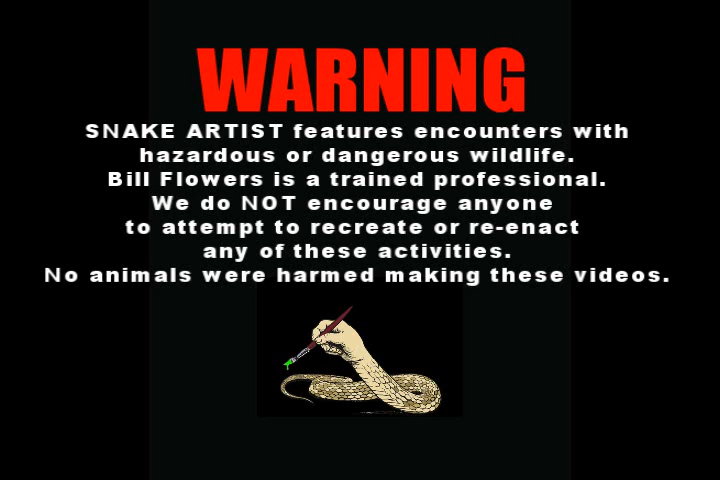 WARNING
SNAKE ARTIST features encounters with
hazardous or dangerous wildlife.
Bill Flowers is a trained professional.
We do NOT encourage anyone
to attempt to recreate or re-enact
any of these activities.
No animals were harmed making these videos.